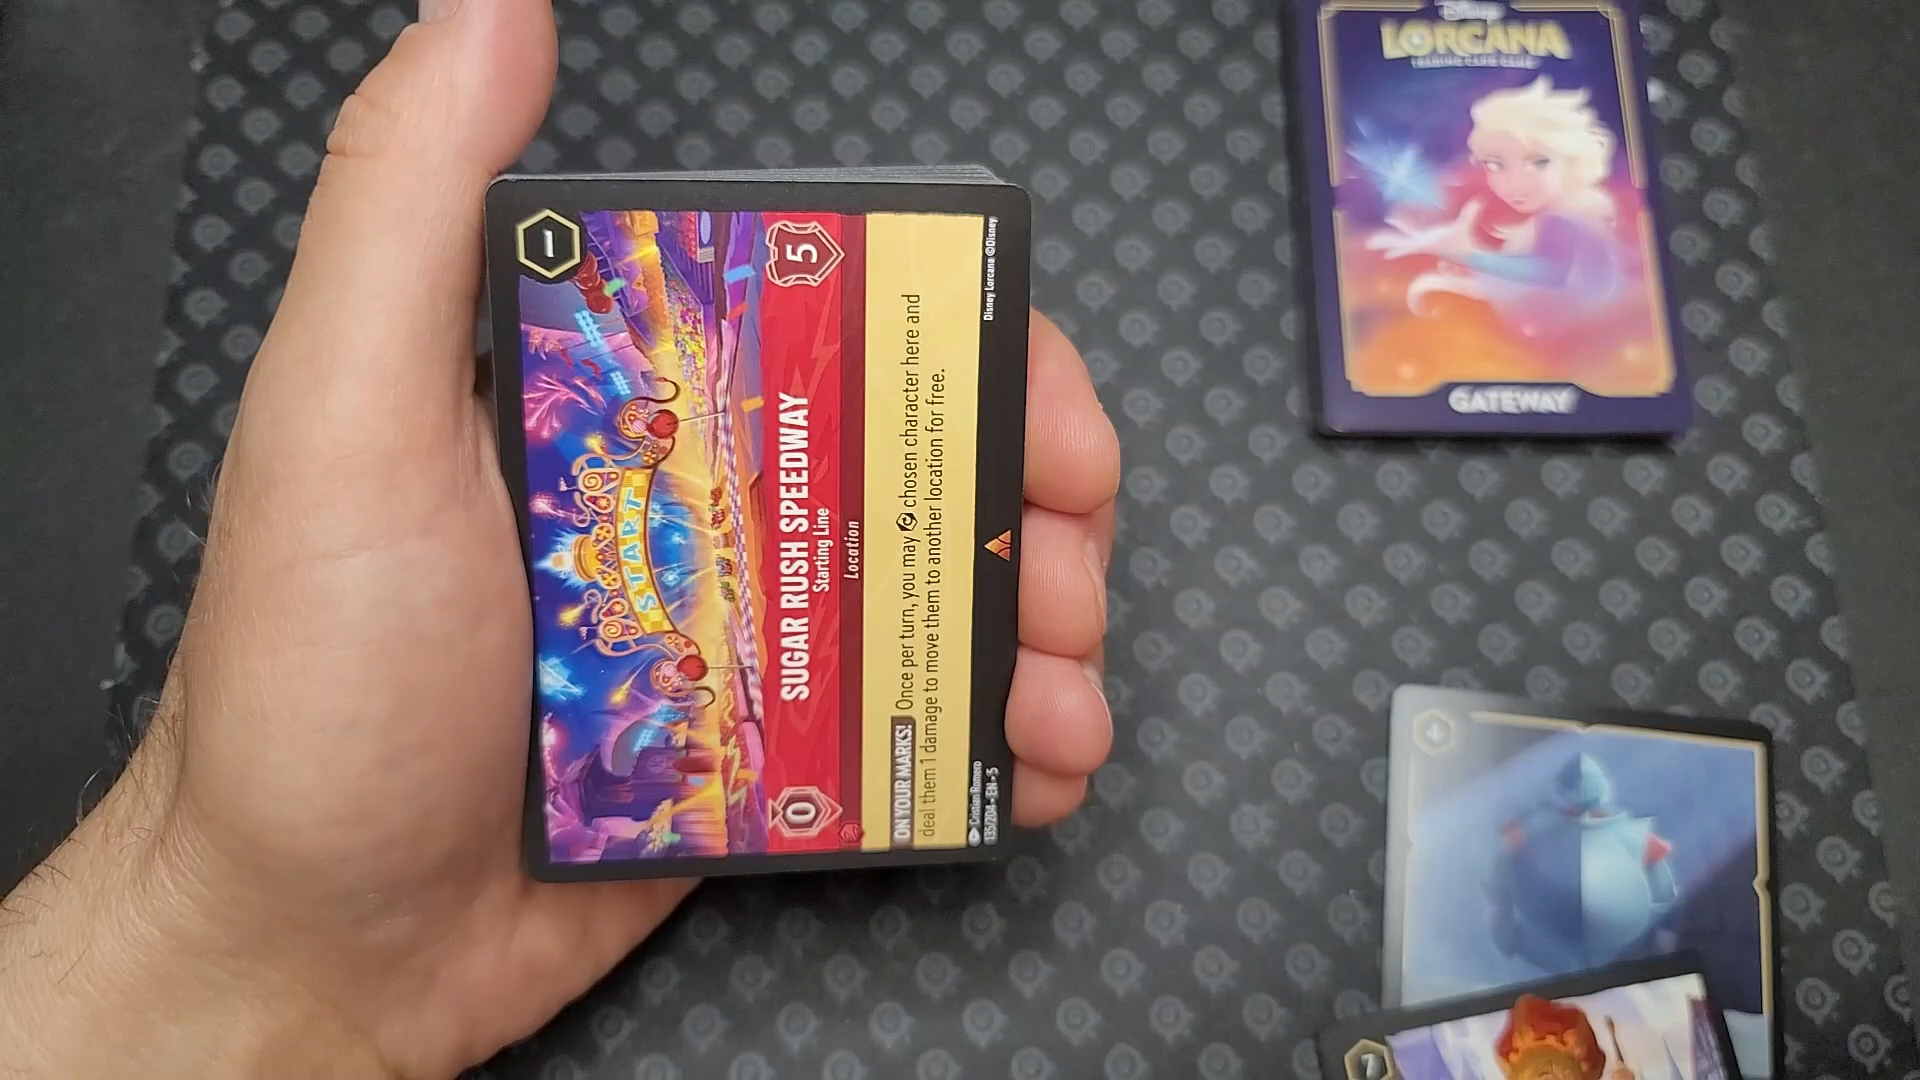 1
START
SUGAR RUSH SPEEDWAY
Starting Line
0
5
Location
ON YOUR MARKS! Once per turn, you may chosen character here and
deal them 1 damage to move them to another location for free.
Cristian Romero
135/204 • EN • 5
Disney Lorcana ©Disney
Disney
LORCANA
TRADING CARD GAME
GATEWAY
4
7